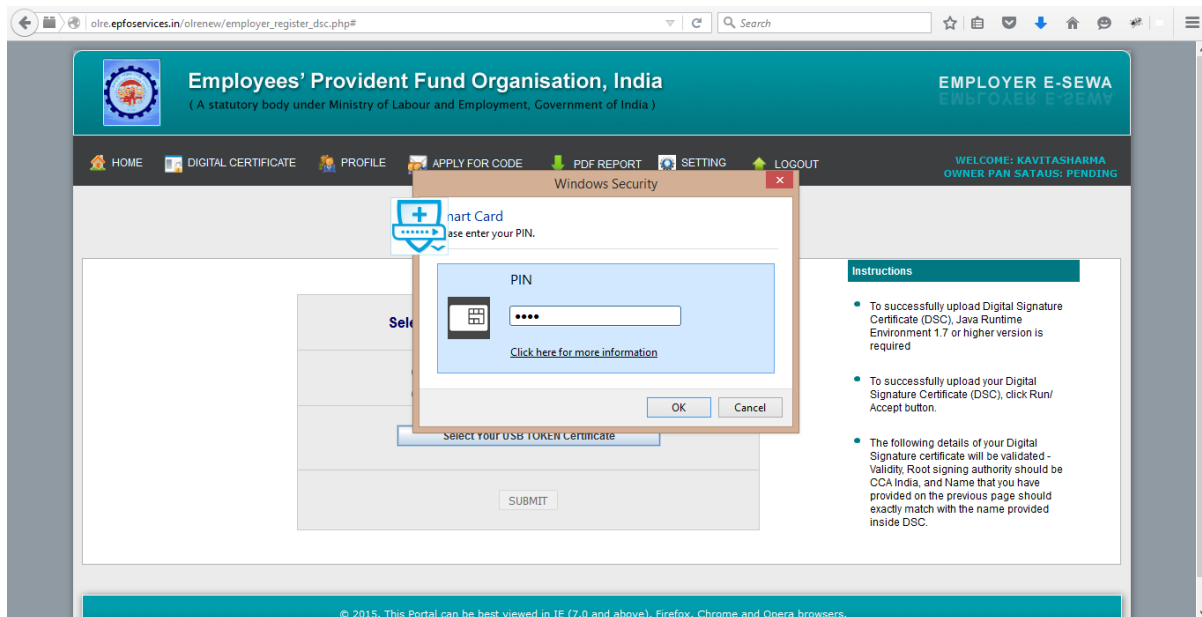 olre.epfoservices.in/olrenew/employer_register_dsc.php#
Search
Employees' Provident Fund Organisation, India
( A statutory body under Ministry of Labour and Employment, Government of India )
EMPLOYER E-SEWA
HOME DIGITAL CERTIFICATE PROFILE APPLY FOR CODE PDF REPORT SETTING LOGOUT
WELCOME: KAVITASHARMA
OWNER PAN SATAUS: PENDING
Windows Security
mart Card
ase enter your PIN.
PIN
••••
Click here for more information
OK Cancel
Sele
Select Your USB TOKEN Certificate
SUBMIT
Instructions
To successfully upload Digital Signature
Certificate (DSC), Java Runtime
Environment 1.7 or higher version is
required
To successfully upload your Digital
Signature Certificate (DSC), click Run/
Accept button.
The following details of your Digital
Signature certificate will be validated -
Validity, Root signing authority should be
CCA India, and Name that you have
provided on the previous page should
exactly match with the name provided
inside DSC.
© 2015. This Portal can be best viewed in IE (7.0 and above), Firefox, Chrome and Opera browsers.